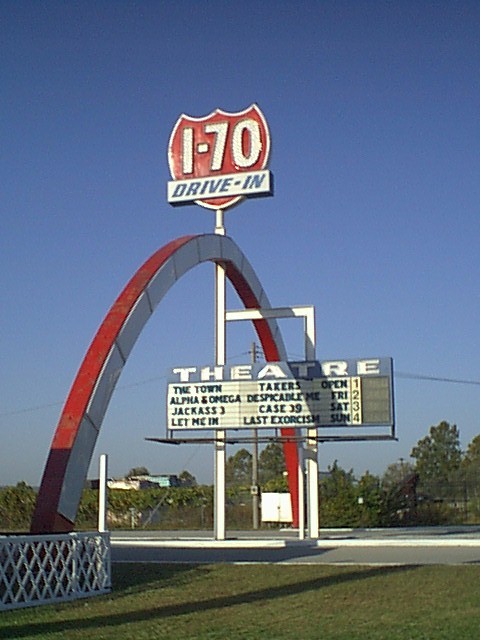 I-70
DRIVE-IN
THEATRE
THE TOWN TAKERS OPEN 1
ALPHA & OMEGA DESPICABLE ME FRI 2
JACKASS 3 CASE 39 SAT 3
LET ME IN LAST EXORCISM SUN 4